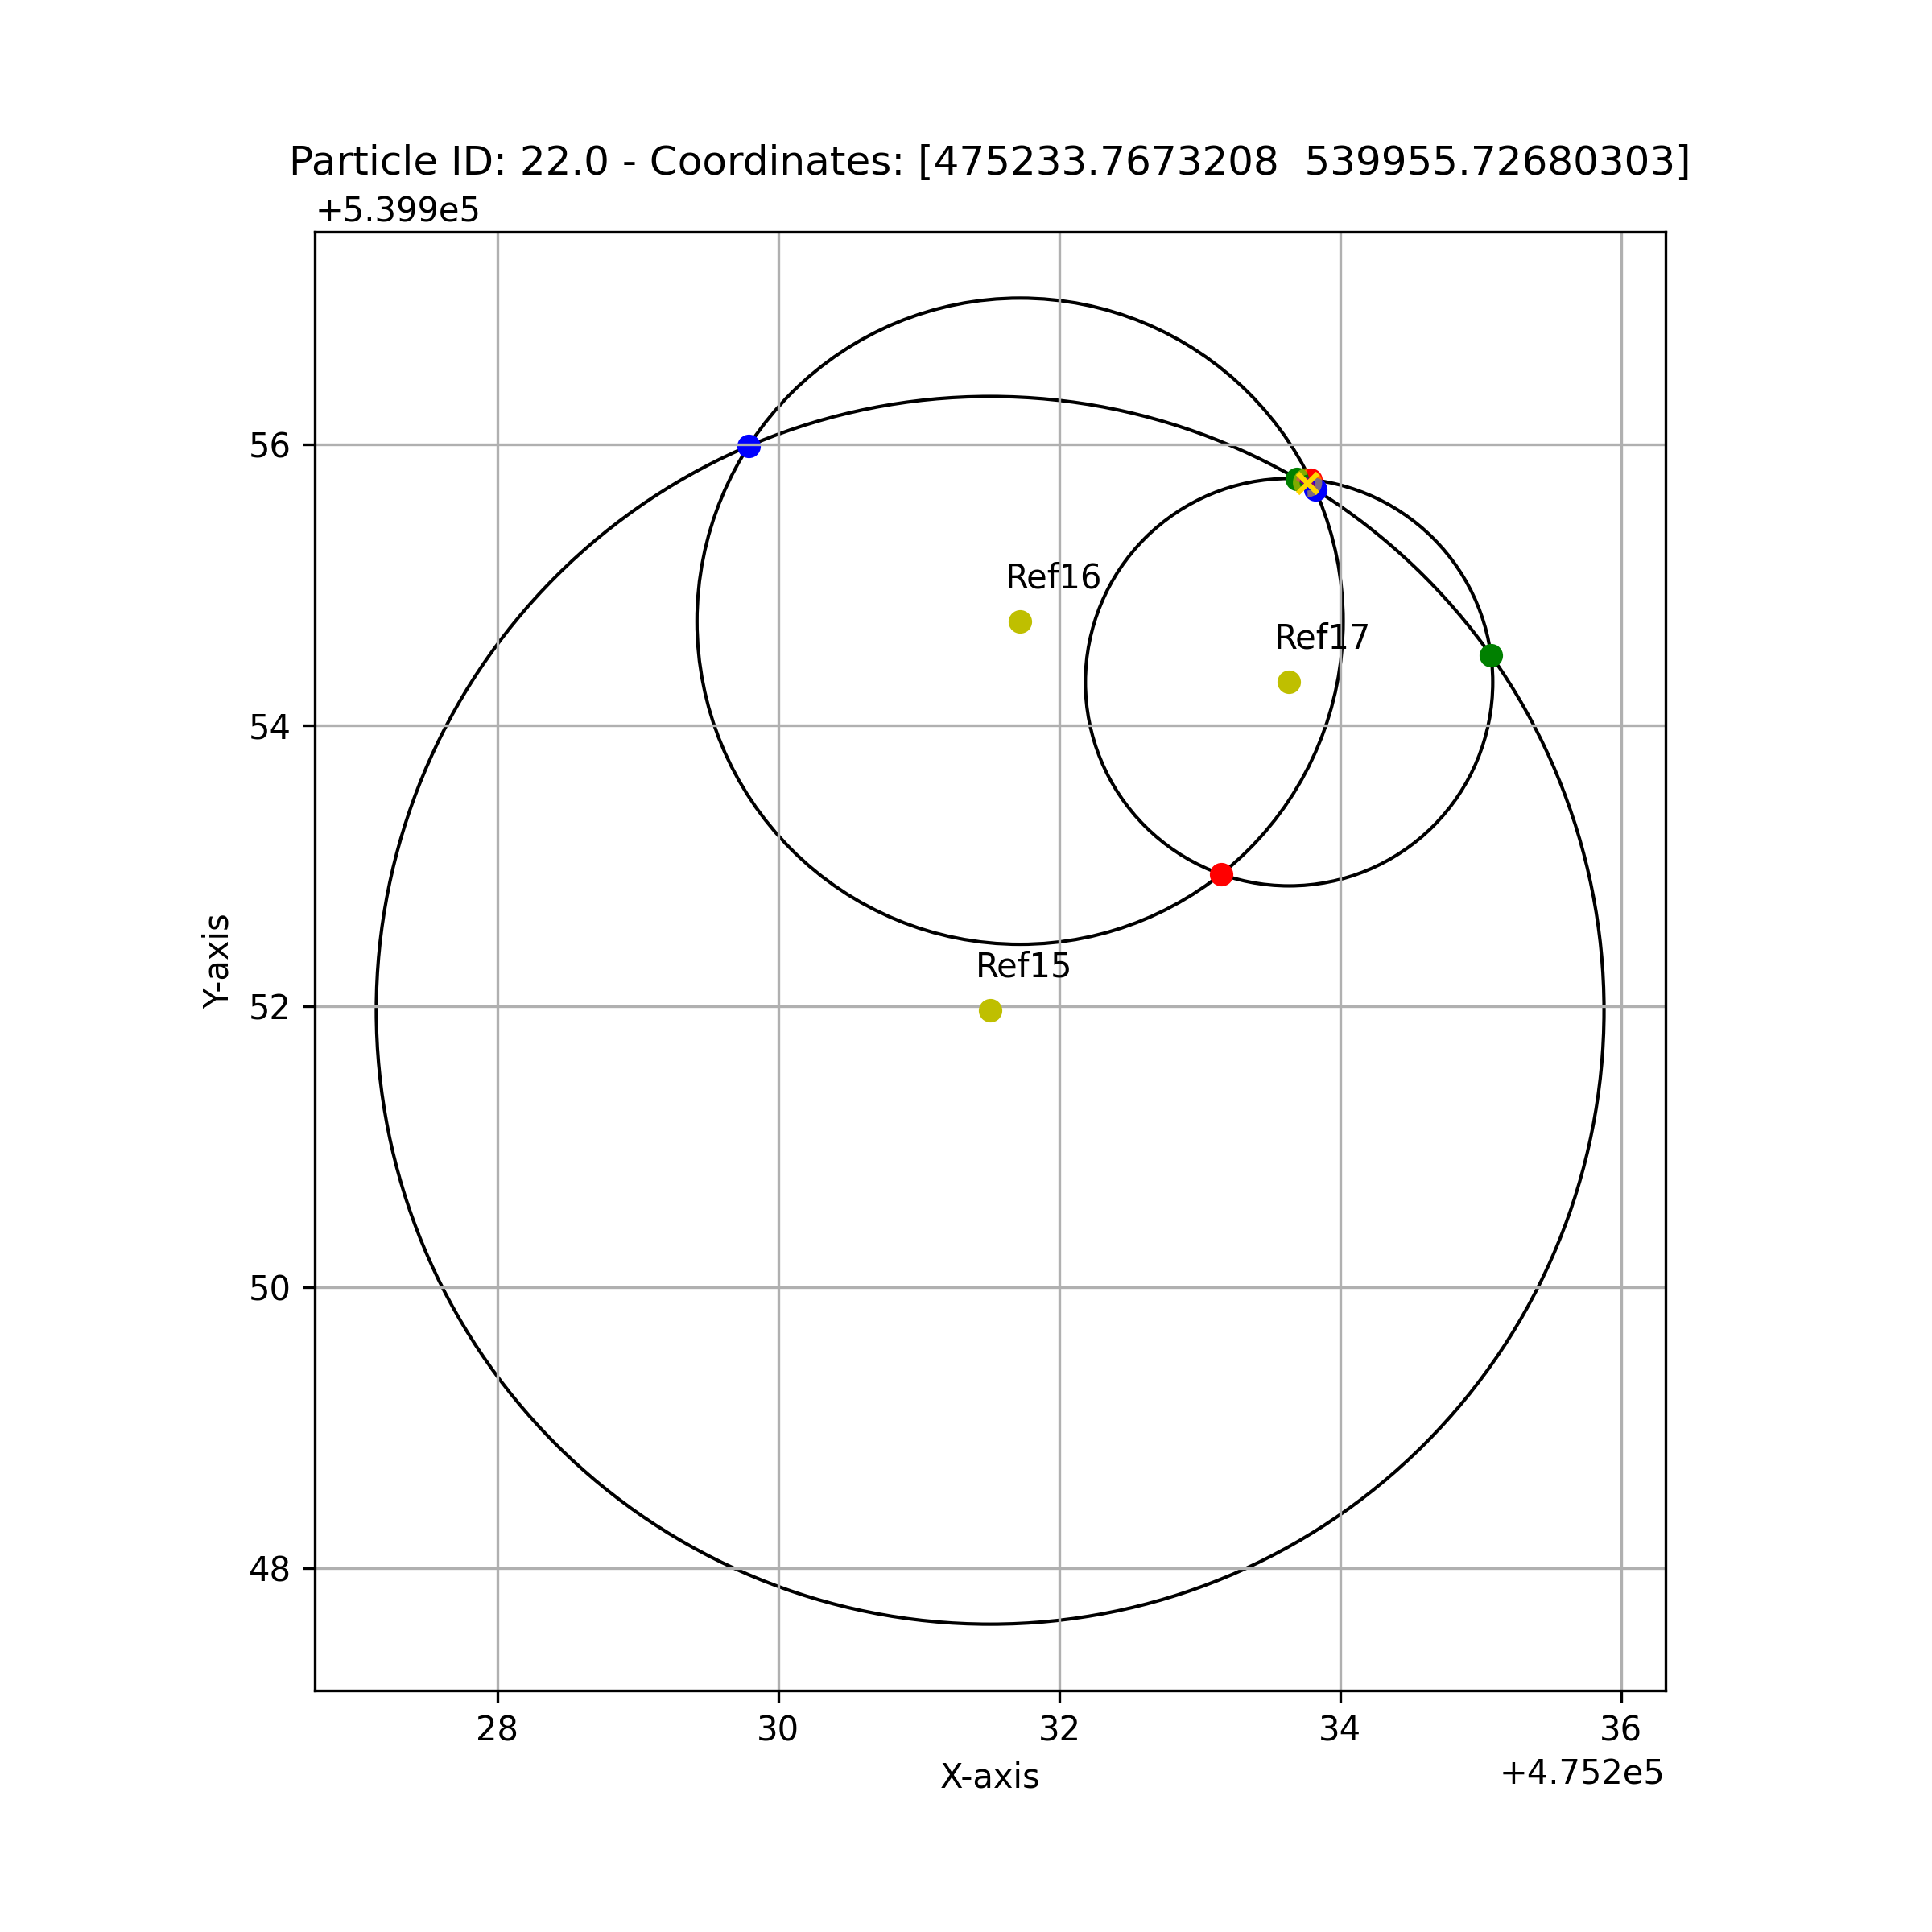 Particle ID: 22.0 - Coordinates: [475233.7673208  539955.72680303]
+5.399e5
56
Ref16
Ref17
54
Y-axis
Ref15
52
50
48
28 30 32 34 36
X-axis
+4.752e5